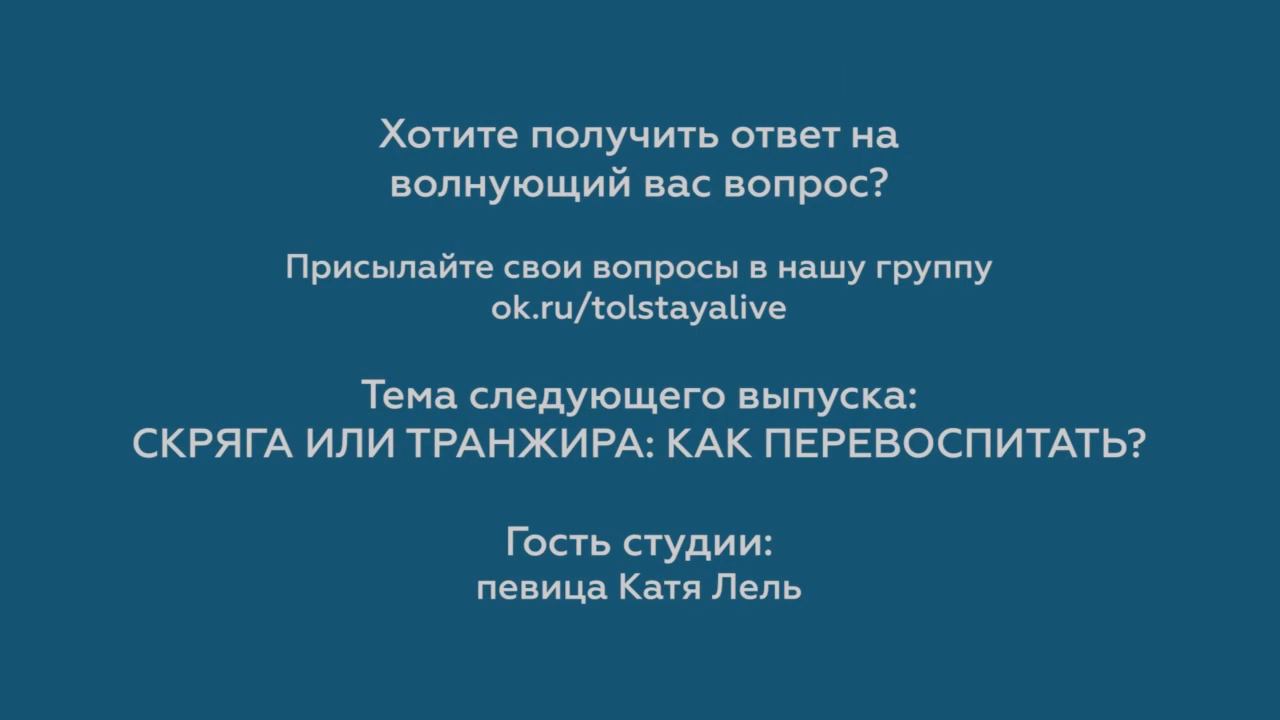 Хотите получить ответ на
волнующий вас вопрос?
Присылайте свои вопросы в нашу группу
ok.ru/tolstayalive
Тема следующего выпуска:
СКРЯГА ИЛИ ТРАНЖИРА: КАК ПЕРЕВОСПИТАТЬ?
Гость студии:
певица Катя Лель